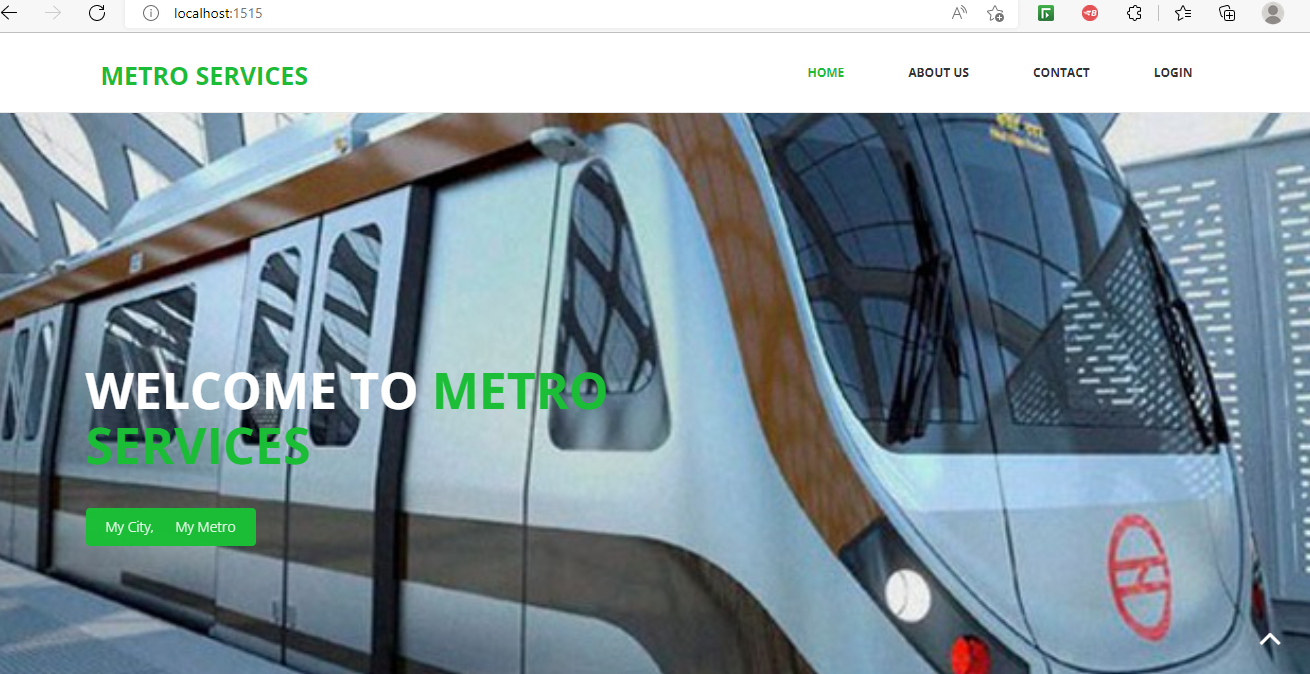 localhost:1515
METRO SERVICES
HOME ABOUT US CONTACT LOGIN
WELCOME TO METRO
SERVICES
My City, My Metro